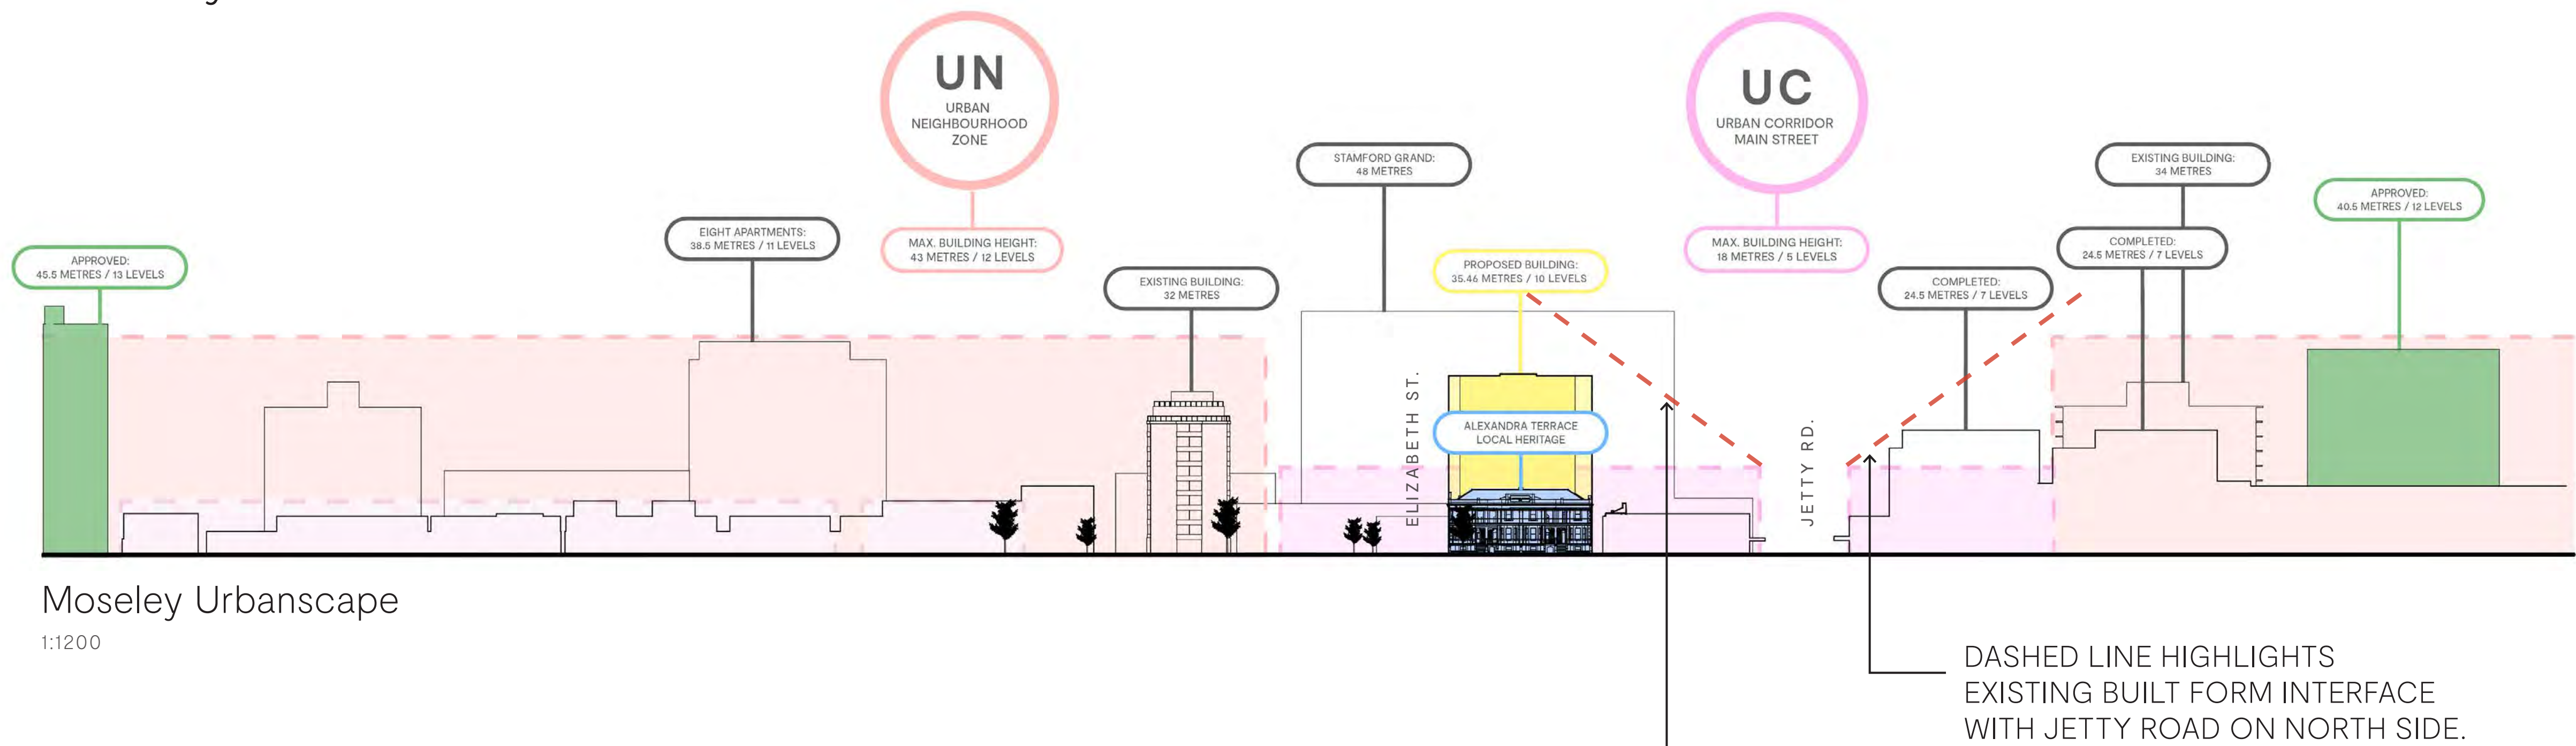 UN
URBAN
NEIGHBOURHOOD
ZONE
MAX. BUILDING HEIGHT:
43 METRES / 12 LEVELS
UC
URBAN CORRIDOR
MAIN STREET
MAX. BUILDING HEIGHT:
18 METRES / 5 LEVELS
APPROVED:
45.5 METRES / 13 LEVELS
EIGHT APARTMENTS:
38.5 METRES / 11 LEVELS
EXISTING BUILDING:
32 METRES
STAMFORD GRAND:
48 METRES
PROPOSED BUILDING:
35.46 METRES / 10 LEVELS
ALEXANDRA TERRACE
LOCAL HERITAGE
COMPLETED:
24.5 METRES / 7 LEVELS
EXISTING BUILDING:
34 METRES
COMPLETED:
24.5 METRES / 7 LEVELS
APPROVED:
40.5 METRES / 12 LEVELS
ELIZABETH ST.
JETTY RD.
Moseley Urbanscape
1:1200
DASHED LINE HIGHLIGHTS
EXISTING BUILT FORM INTERFACE
WITH JETTY ROAD ON NORTH SIDE.